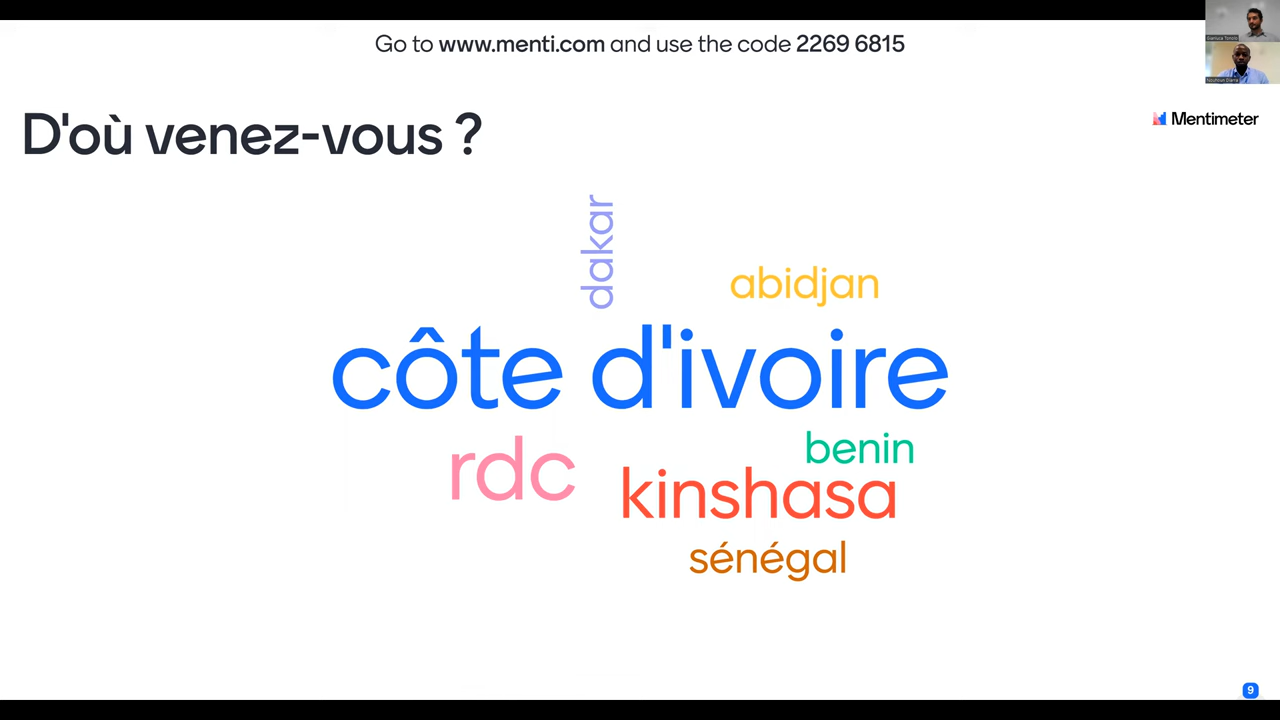 Go to www.menti.com and use the code 2269 6815
D'où venez-vous ?
Mentimeter
dakar
abidjan
côte d'ivoire
rdc
benin
kinshasa
sénégal
9